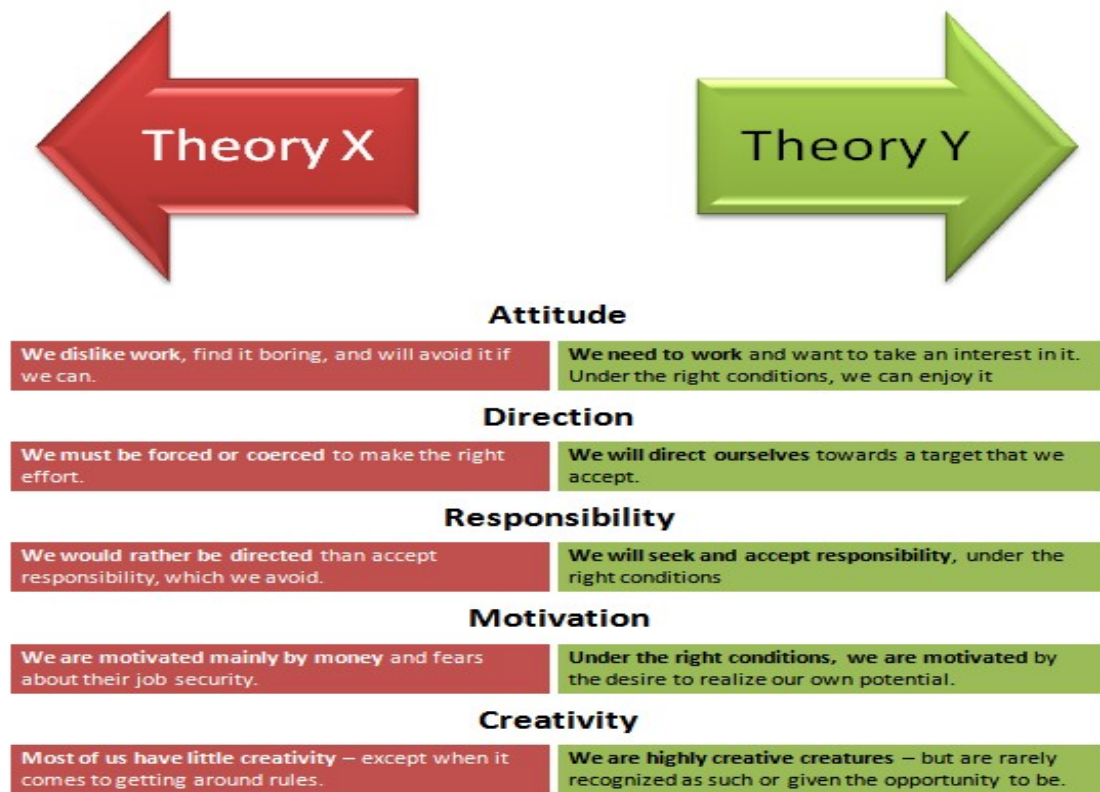 Theory X
Theory Y
Attitude
We dislike work, find it boring, and will avoid it if
we can.
We need to work and want to take an interest in it.
Under the right conditions, we can enjoy it
Direction
We must be forced or coerced to make the right
effort.
We will direct ourselves towards a target that we
accept.
Responsibility
We would rather be directed than accept
responsibility, which we avoid.
We will seek and accept responsibility, under the
right conditions
Motivation
We are motivated mainly by money and fears
about their job security.
Under the right conditions, we are motivated by
the desire to realize our own potential.
Creativity
Most of us have little creativity – except when it
comes to getting around rules.
We are highly creative creatures – but are rarely
recognized as such or given the opportunity to be.